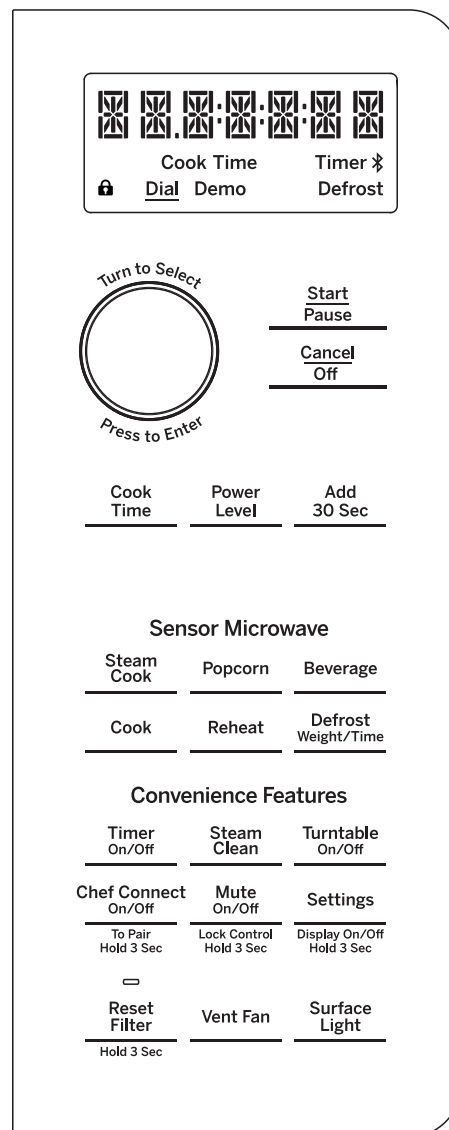 Cook Time Timer
Dial Demo Defrost
Turn to Select
Press to Enter
Start
Pause
Cancel
Off
Cook
Time
Power
Level
Add
30 Sec
Sensor Microwave
Steam
Cook
Popcorn
Beverage
Cook
Reheat
Defrost
Weight/Time
Convenience Features
Timer
On/Off
Steam
Clean
Turntable
On/Off
Chef Connect
On/Off
To Pair
Hold 3 Sec
Mute
On/Off
Lock Control
Hold 3 Sec
Settings
Display On/Off
Hold 3 Sec
Reset
Filter
Hold 3 Sec
Vent Fan
Surface
Light